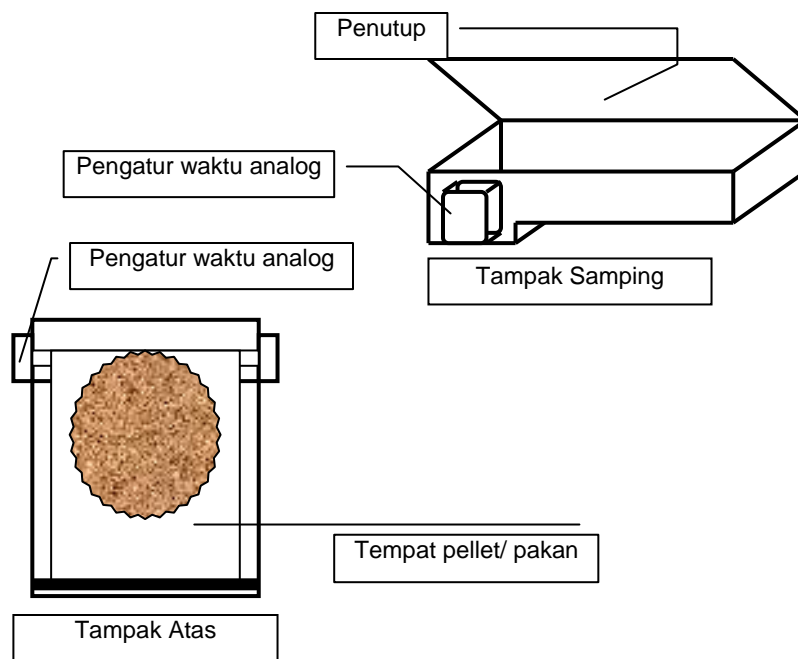 Penutup
Pengatur waktu analog
Pengatur waktu analog
Tampak Samping
Tempat pellet/ pakan
Tampak Atas